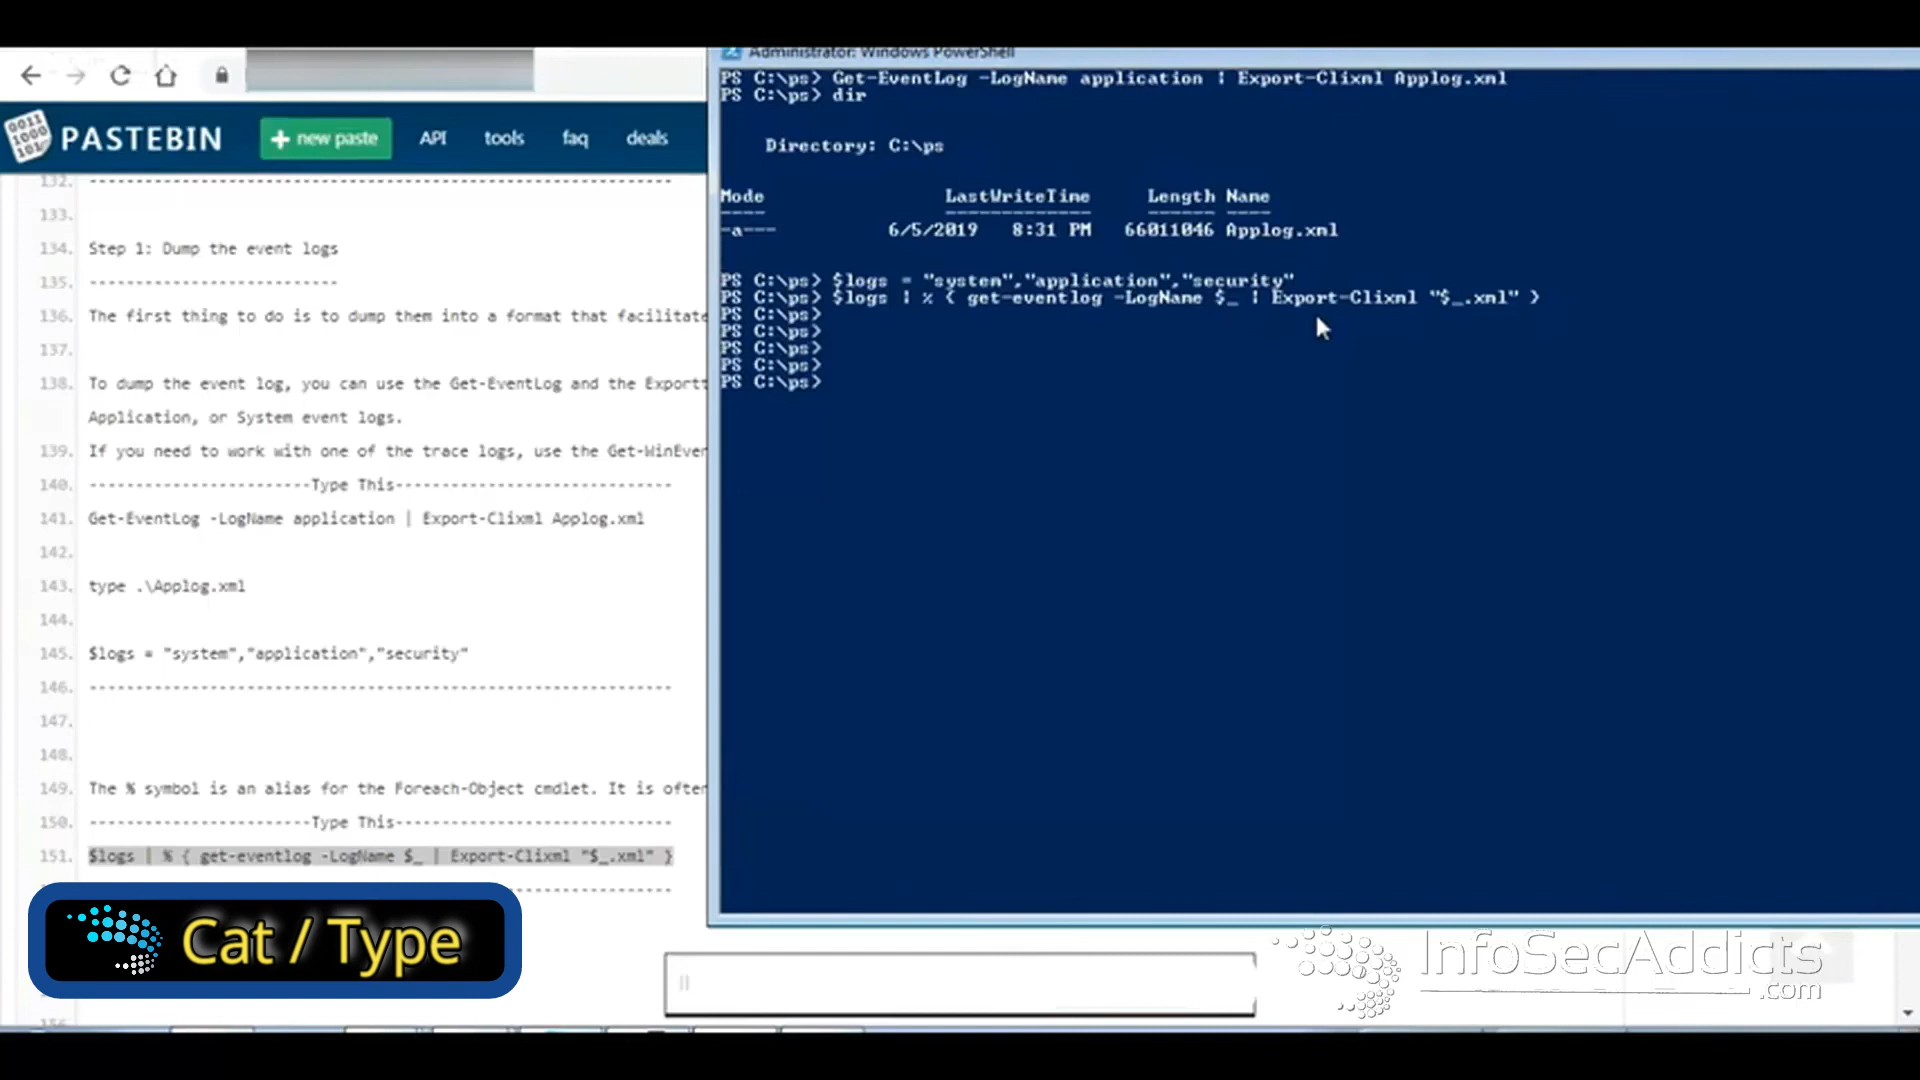 PASTEBIN
+ new paste
API
tools
faq
deals
132. ---------------------------------------------------------------
133.
134. Step 1: Dump the event logs
135. ---------------------------
136. The first thing to do is to dump them into a format that facilitate
137.
138. To dump the event log, you can use the Get-EventLog and the Exportt
Application, or System event logs.
139. If you need to work with one of the trace logs, use the Get-WinEven
140. ------------------------Type This------------------------------
141. Get-EventLog -LogName application | Export-Clixml Applog.xml
142.
143. type .\Applog.xml
144.
145. $logs = "system","application","security"
146. ---------------------------------------------------------------
147.
148.
149. The % symbol is an alias for the Foreach-Object cmdlet. It is often
150. ------------------------Type This------------------------------
151. $logs | % { get-eventlog -LogName $_ | Export-Clixml "$_.xml" }
Cat / Type
Administrator: Windows PowerShell
PS C:\ps> Get-EventLog -LogName application | Export-Clixml Applog.xml
PS C:\ps> dir
Directory: C:\ps
Mode LastWriteTime Length Name
---- ------------- ------ ----
-a--- 6/5/2019 8:31 PM 66011046 Applog.xml
PS C:\ps> $logs = "system","application","security"
PS C:\ps> $logs | % { get-eventlog -LogName $_ | Export-Clixml "$_.xml" }
PS C:\ps>
PS C:\ps>
PS C:\ps>
PS C:\ps>
PS C:\ps>
InfoSecAddicts
.com